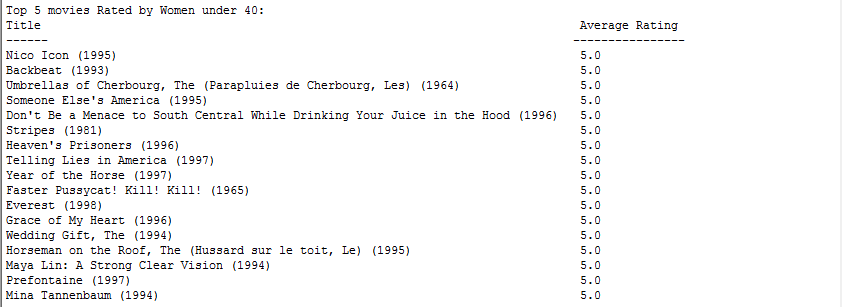 Top 5 movies Rated by Women under 40:
Title Average Rating
------ ----------------
Nico Icon (1995) 5.0
Backbeat (1993) 5.0
Umbrellas of Cherbourg, The (Parapluies de Cherbourg, Les) (1964) 5.0
Someone Else's America (1995) 5.0
Don't Be a Menace to South Central While Drinking Your Juice in the Hood (1996) 5.0
Stripes (1981) 5.0
Heaven's Prisoners (1996) 5.0
Telling Lies in America (1997) 5.0
Year of the Horse (1997) 5.0
Faster Pussycat! Kill! Kill! (1965) 5.0
Everest (1998) 5.0
Grace of My Heart (1996) 5.0
Wedding Gift, The (1994) 5.0
Horseman on the Roof, The (Hussard sur le toit, Le) (1995) 5.0
Maya Lin: A Strong Clear Vision (1994) 5.0
Prefontaine (1997) 5.0
Mina Tannenbaum (1994) 5.0